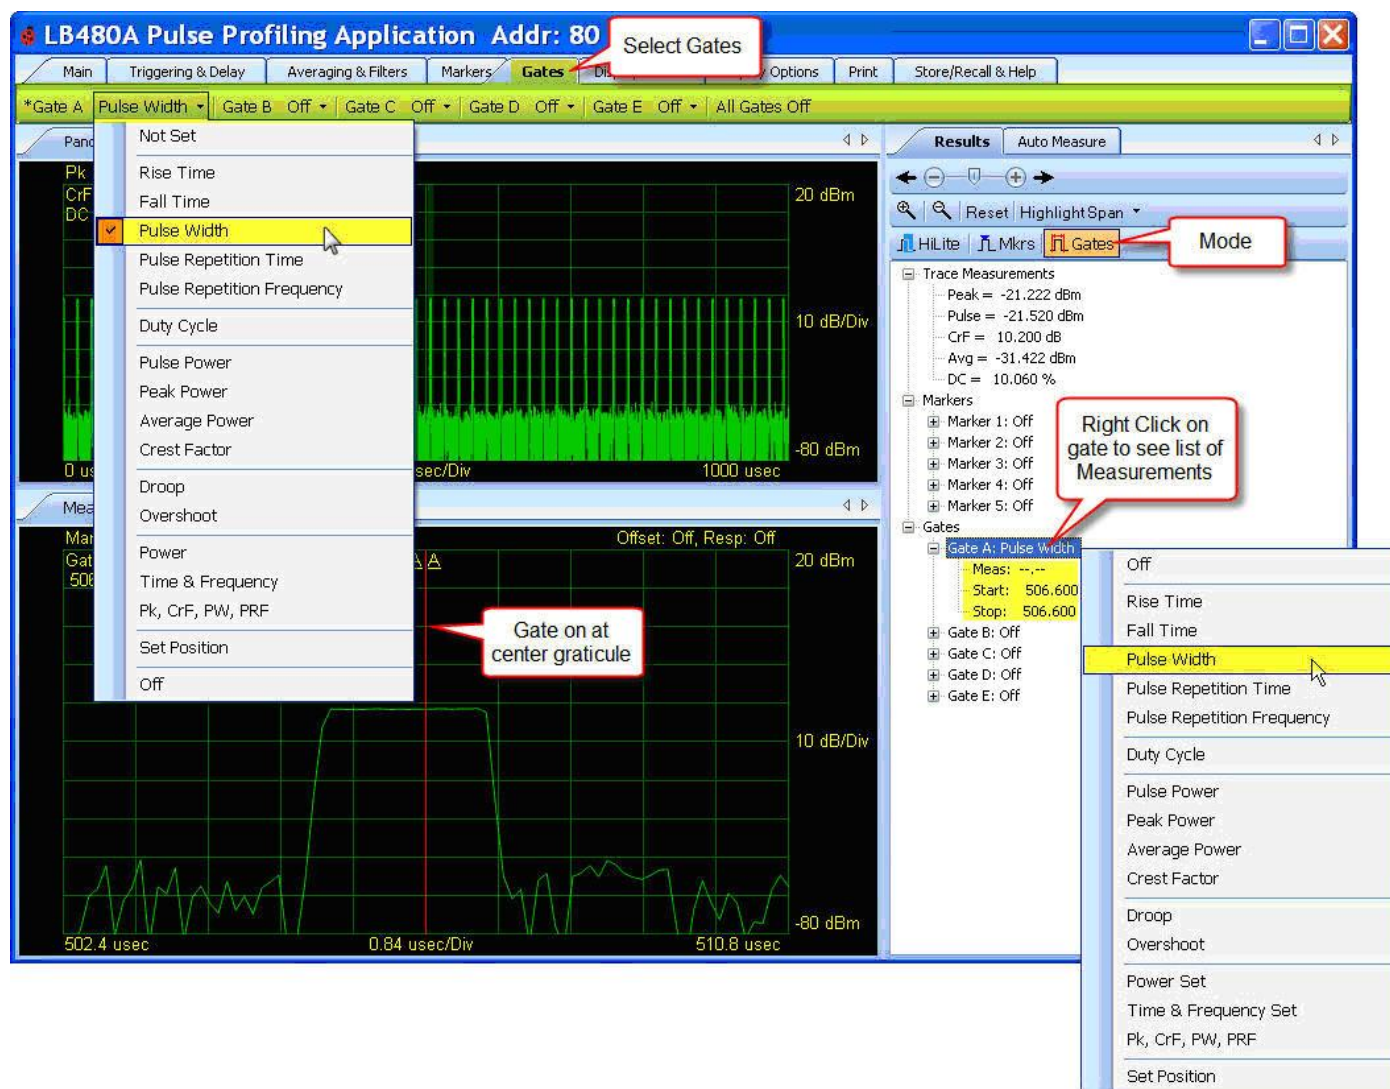 LB480A Pulse Profiling Application Addr: 80
Select Gates
Main
Triggering & Delay
Averaging & Filters
Markers
Gates
Options
Print
Store/Recall & Help
*Gate A Pulse Width Gate B Off Gate C Off Gate D Off Gate E Off All Gates Off
Not Set
Rise Time
Fall Time
Pulse Width
Pulse Repetition Time
Pulse Repetition Frequency
Duty Cycle
Pulse Power
Peak Power
Average Power
Crest Factor
Droop
Overshoot
Power
Time & Frequency
Pk, CrF, PW, PRF
Set Position
Off
Pk
CrF
DC
20 dBm
10 dB/Div
-80 dBm
sec/Div
1000 usec
Offset: Off, Resp: Off
A A
20 dBm
Gate on at
center graticule
10 dB/Div
-80 dBm
502.4 usec
0.84 usec/Div
510.8 usec
Results
Auto Measure
Reset HighlightSpan
HiLite Mkrs Gates
Mode
Trace Measurements
Peak = -21.222 dBm
Pulse = -21.520 dBm
CrF = 10.200 dB
Avg = -31.422 dBm
DC = 10.060 %
Markers
Marker 1: Off
Marker 2: Off
Marker 3: Off
Marker 4: Off
Marker 5: Off
Right Click on
gate to see list of
Measurements
Gates
Gate A: Pulse Width
Meas: --.--
Start: 506.600
Stop: 506.600
Gate B: Off
Gate C: Off
Gate D: Off
Gate E: Off
Off
Rise Time
Fall Time
Pulse Width
Pulse Repetition Time
Pulse Repetition Frequency
Duty Cycle
Pulse Power
Peak Power
Average Power
Crest Factor
Droop
Overshoot
Power Set
Time & Frequency Set
Pk, CrF, PW, PRF
Set Position